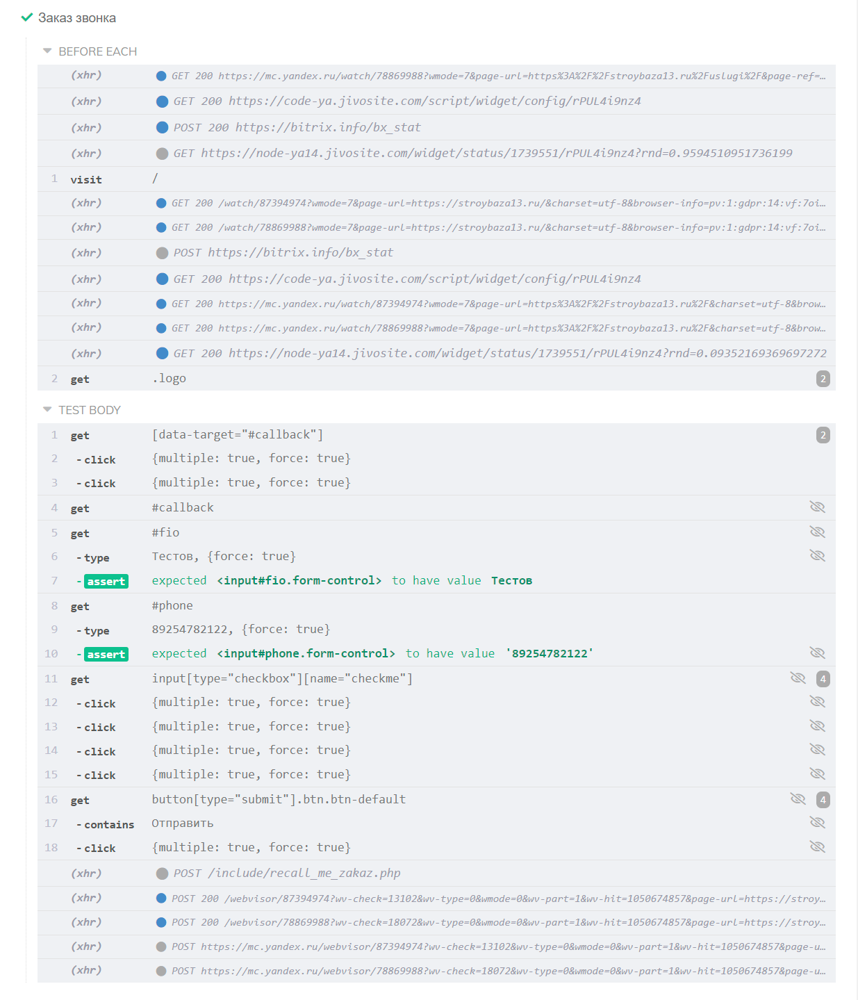 Заказ звонка
BEFORE EACH
(xhr) GET 200 https://mc.yandex.ru/watch/78869988?wmode=7&page-url=https%3A%2F%2Fstroybaza13.ru%2Fuslugi%2F&page-ref=…
(xhr) GET 200 https://code-ya.jivosite.com/script/widget/config/rPUL4i9nz4
(xhr) POST 200 https://bitrix.info/bx_stat
(xhr) GET https://node-ya14.jivosite.com/widget/status/1739551/rPUL4i9nz4?rnd=0.9594510951736199
1 visit /
(xhr) GET 200 /watch/87394974?wmode=7&page-url=https://stroybaza13.ru/&charset=utf-8&browser-info=pv:1:gdpr:14:vf:7oi…
(xhr) GET 200 /watch/78869988?wmode=7&page-url=https://stroybaza13.ru/&charset=utf-8&browser-info=pv:1:gdpr:14:vf:7oi…
(xhr) POST https://bitrix.info/bx_stat
(xhr) GET 200 https://code-ya.jivosite.com/script/widget/config/rPUL4i9nz4
(xhr) GET 200 https://mc.yandex.ru/watch/87394974?wmode=7&page-url=https%3A%2F%2Fstroybaza13.ru%2F&charset=utf-8&brow…
(xhr) GET 200 https://mc.yandex.ru/watch/78869988?wmode=7&page-url=https%3A%2F%2Fstroybaza13.ru%2F&charset=utf-8&brow…
(xhr) GET 200 https://node-ya14.jivosite.com/widget/status/1739551/rPUL4i9nz4?rnd=0.09352169369697272
2 get .logo 2
TEST BODY
1 get [data-target="#callback"] 2
2 -click {multiple: true, force: true}
3 -click {multiple: true, force: true}
4 get #callback
5 get #fio
6 -type Тестов, {force: true}
7 -assert expected <input#fio.form-control> to have value Тестов
8 get #phone
9 -type 89254782122, {force: true}
10 -assert expected <input#phone.form-control> to have value '89254782122'
11 get input[type="checkbox"][name="checkme"] 4
12 -click {multiple: true, force: true}
13 -click {multiple: true, force: true}
14 -click {multiple: true, force: true}
15 -click {multiple: true, force: true}
16 get button[type="submit"].btn.btn-default 4
17 -contains Отправить
18 -click {multiple: true, force: true}
(xhr) POST /include/recall_me_zakaz.php
(xhr) POST 200 /webvisor/87394974?wv-check=13102&wv-type=0&wmode=0&wv-part=1&wv-hit=1050674857&page-url=https://stroy…
(xhr) POST 200 /webvisor/78869988?wv-check=18072&wv-type=0&wmode=0&wv-part=1&wv-hit=1050674857&page-url=https://stroy…
(xhr) POST https://mc.yandex.ru/webvisor/87394974?wv-check=13102&wv-type=0&wmode=0&wv-part=1&wv-hit=1050674857&page-u…
(xhr) POST https://mc.yandex.ru/webvisor/78869988?wv-check=18072&wv-type=0&wmode=0&wv-part=1&wv-hit=1050674857&page-u…